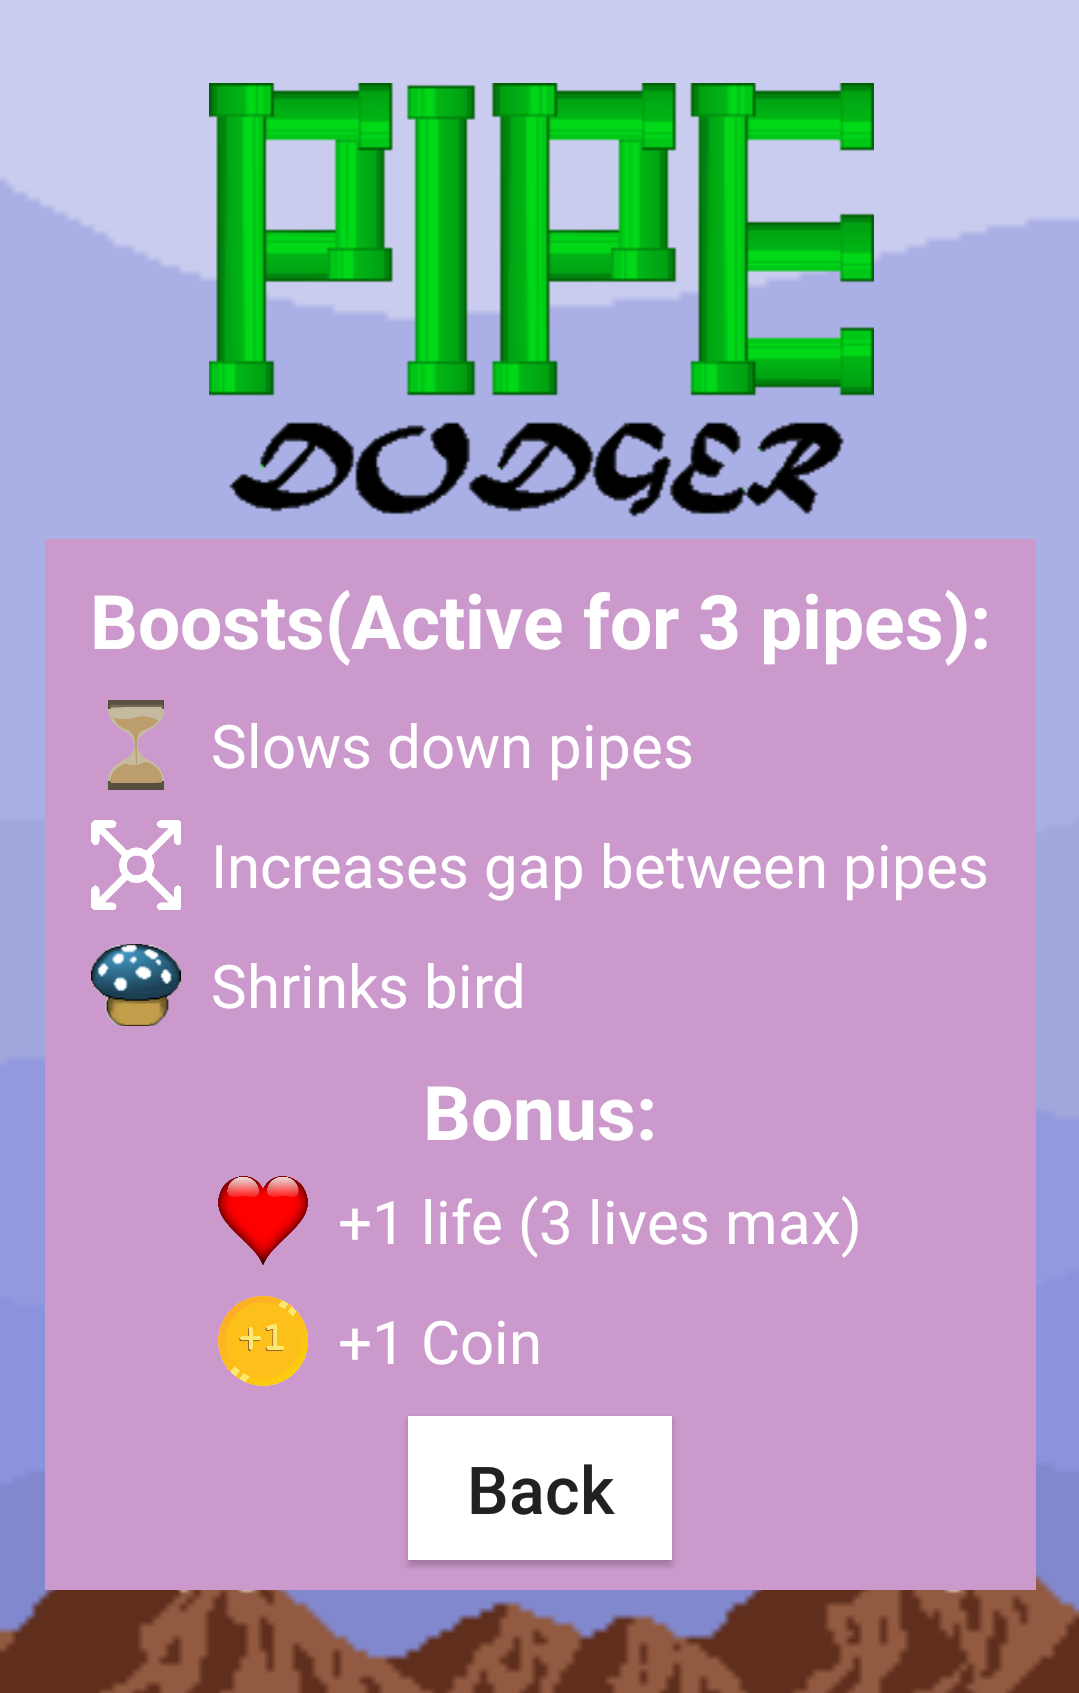 PIPE
DODGER
Boosts(Active for 3 pipes):
Slows down pipes
Increases gap between pipes
Shrinks bird
Bonus:
+1 life (3 lives max)
+1 +1 Coin
Back